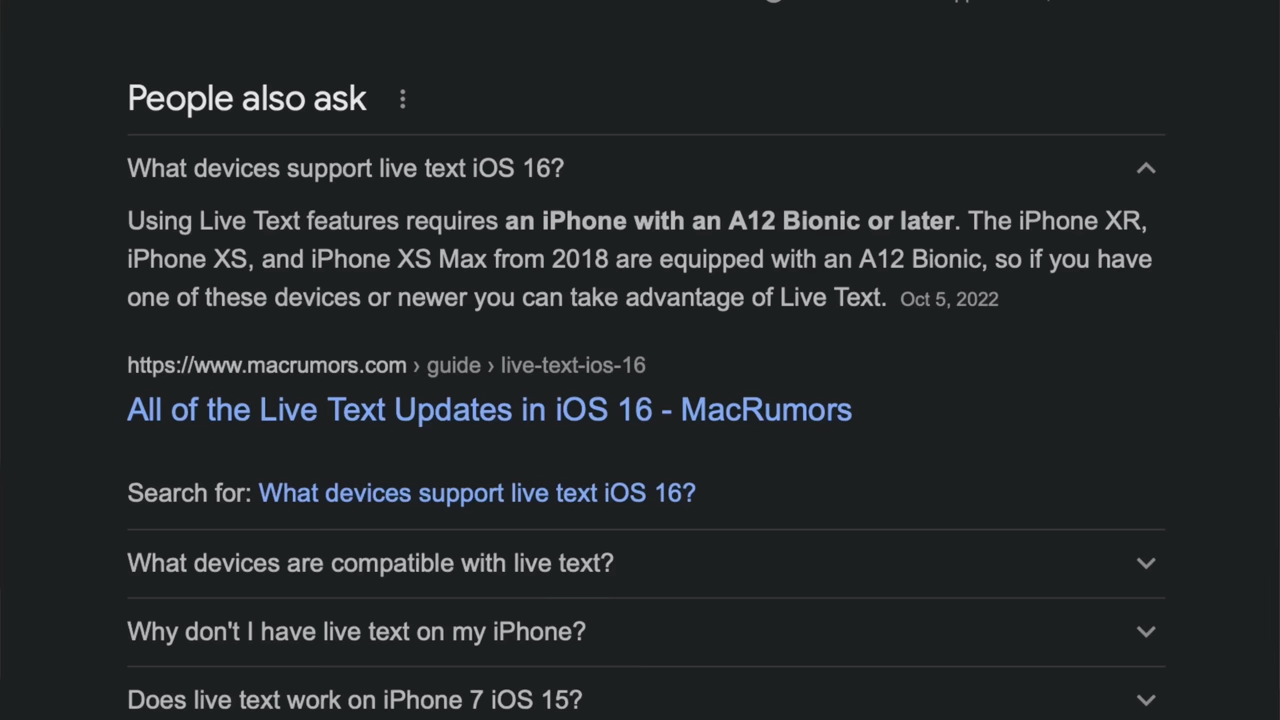 People also ask
What devices support live text iOS 16?
Using Live Text features requires an iPhone with an A12 Bionic or later. The iPhone XR,
iPhone XS, and iPhone XS Max from 2018 are equipped with an A12 Bionic, so if you have
one of these devices or newer you can take advantage of Live Text. Oct 5, 2022
https://www.macrumors.com › guide › live-text-ios-16
All of the Live Text Updates in iOS 16 - MacRumors
Search for: What devices support live text iOS 16?
What devices are compatible with live text?
Why don't I have live text on my iPhone?
Does live text work on iPhone 7 iOS 15?